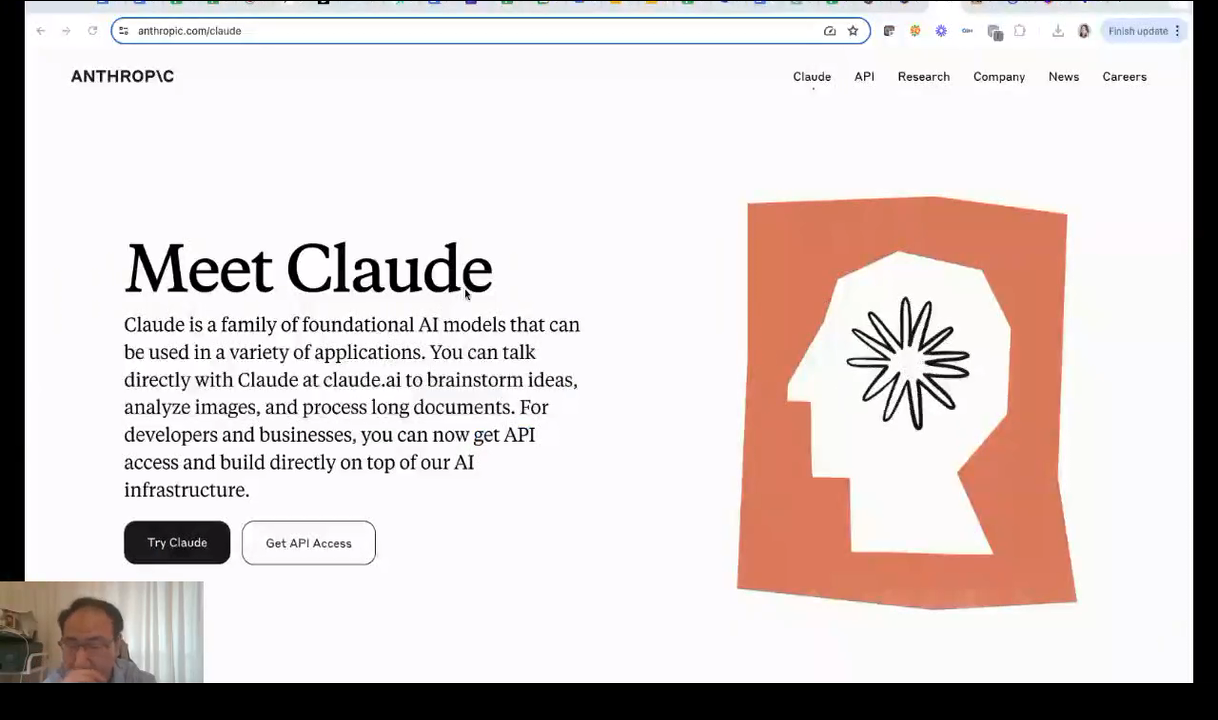 anthropic.com/claude
Finish update
ANTHROP\C
Claude API Research Company News Careers
Meet Claude
Claude is a family of foundational AI models that can
be used in a variety of applications. You can talk
directly with Claude at claude.ai to brainstorm ideas,
analyze images, and process long documents. For
developers and businesses, you can now get API
access and build directly on top of our AI
infrastructure.
Try Claude Get API Access